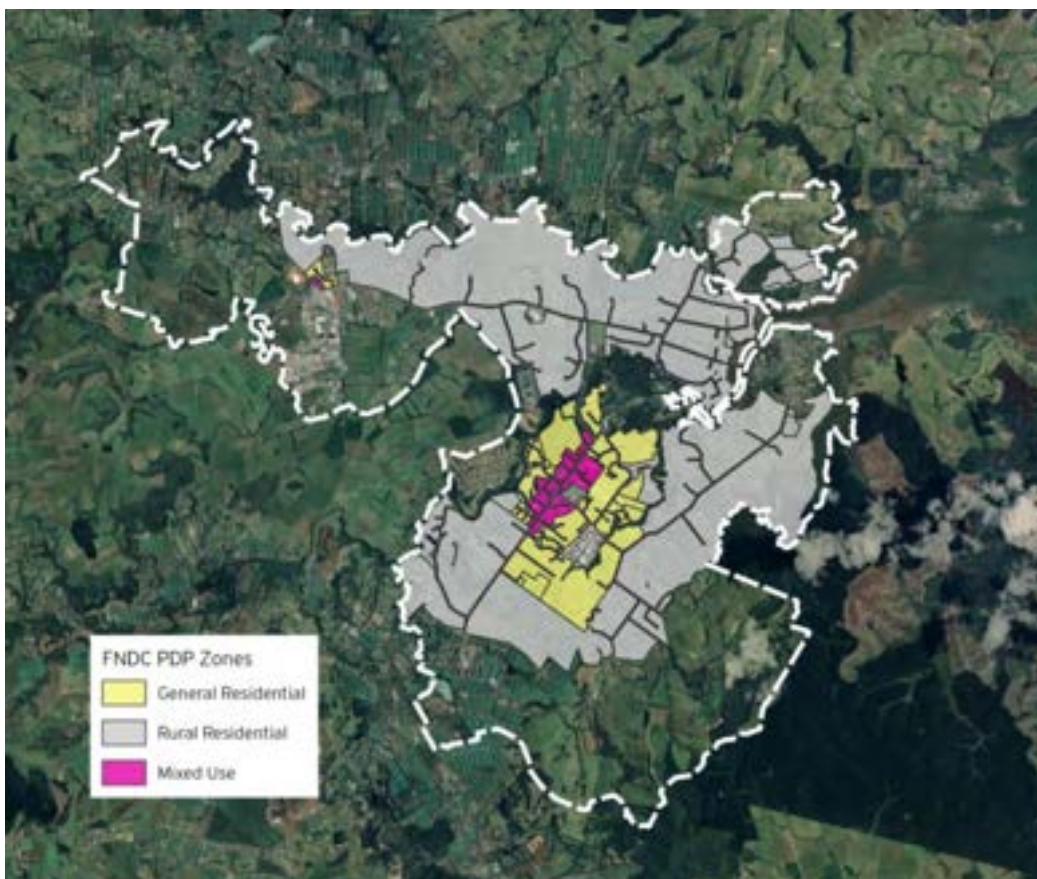 FNDC PDP Zones
General Residential
Rural Residential
Mixed Use